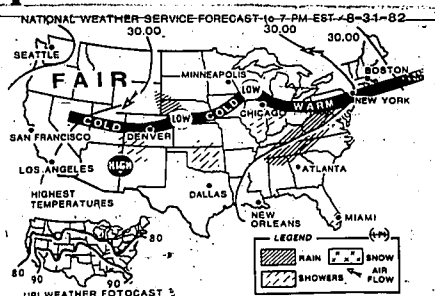 NATIONAL WEATHER SERVICE FORECAST to 7 PM EST 8-31-82
30.00
30.00
30.00
SEATTLE
FAIR
MINNEAPOLIS
BOSTON
LOW
COLD
WARM
NEW YORK
CHICAGO
COLD
LOW
DENVER
SAN FRANCISCO
HIGH
LOS ANGELES
ATLANTA
DALLAS
HIGHEST
TEMPERATURES
NEW
ORLEANS
MIAMI
80
80
90
90
LEGEND
RAIN
SNOW
SHOWERS
AIR
FLOW
UPI WEATHER FOTOCAST